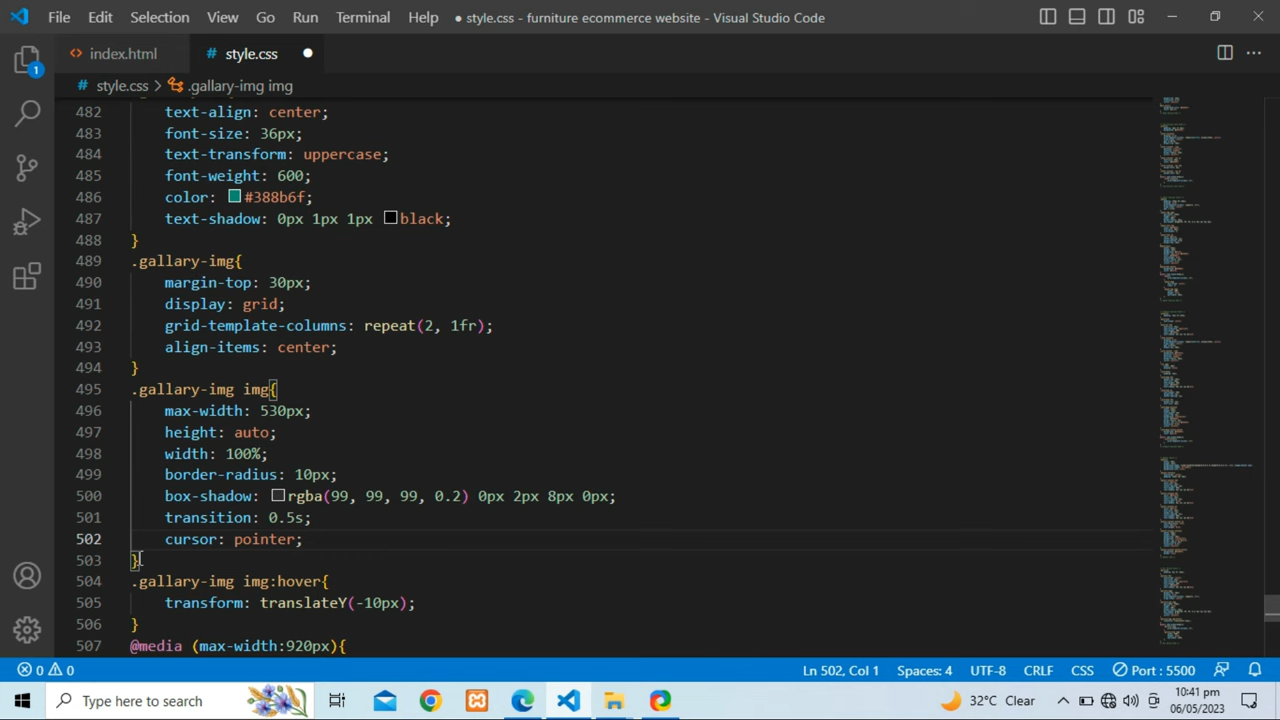 File Edit Selection View Go Run Terminal Help ● style.css - furniture ecommerce website - Visual Studio Code
index.html # style.css ●
# style.css > .gallary-img img
482 text-align: center;
483 font-size: 36px;
484 text-transform: uppercase;
485 font-weight: 600;
486 color: #388b6f;
487 text-shadow: 0px 1px 1px black;
488 }
489 .gallary-img{
490 margin-top: 30px;
491 display: grid;
492 grid-template-columns: repeat(2, 1fr);
493 align-items: center;
494 }
495 .gallary-img img{
496 max-width: 530px;
497 height: auto;
498 width: 100%;
499 border-radius: 10px;
500 box-shadow: rgba(99, 99, 99, 0.2) 0px 2px 8px 0px;
501 transition: 0.5s;
502 cursor: pointer;
503 }
504 .gallary-img img:hover{
505 transform: translateY(-10px);
506 }
507 @media (max-width:920px){
1
0 0 Ln 502, Col 1 Spaces: 4 UTF-8 CRLF CSS Port : 5500
Type here to search 32°C Clear 10:41 pm
06/05/2023